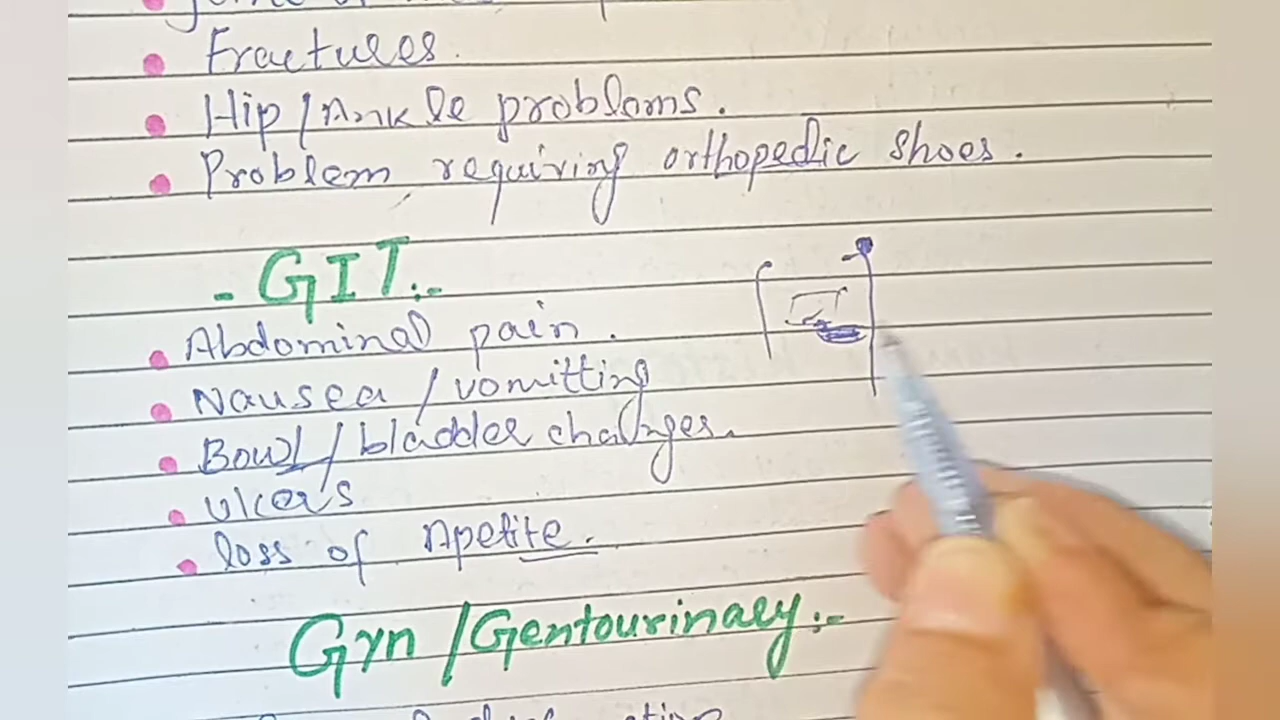 • Fractures.
• Hip/Ankle problems.
• Problem requiring orthopedic shoes.
- GIT:-
• Abdominal pain.
• Nausea / vomitting
• Bowl/bladder changes.
• Ulcers
• loss of Apetite.
Gyn/Gentourinary:-